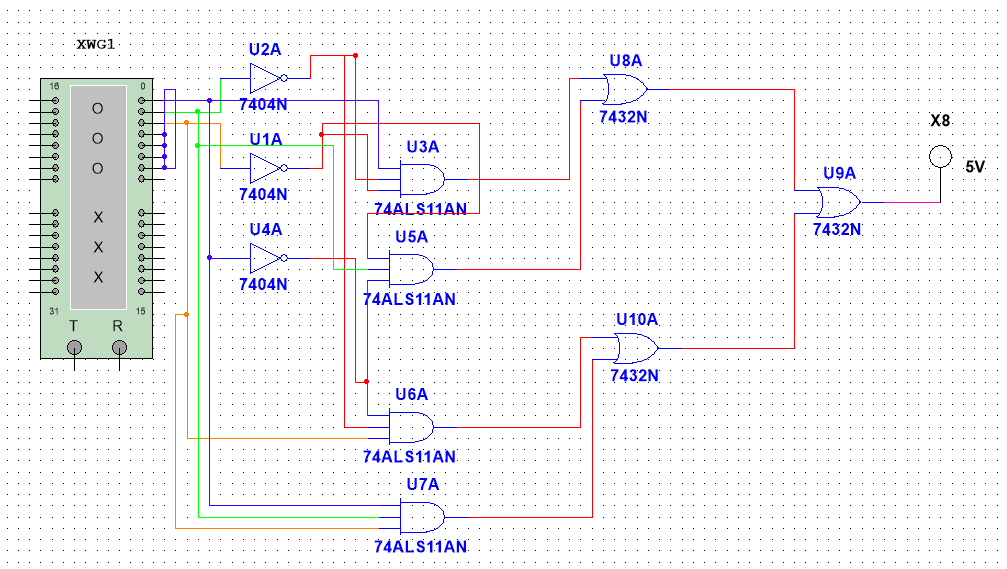 XWG1
16 0
O
O
O
X
X
X
31 15
T R
U2A
7404N
U1A
7404N
U4A
7404N
U3A
74ALS11AN
U5A
74ALS11AN
U6A
74ALS11AN
U7A
74ALS11AN
U8A
7432N
U10A
7432N
U9A
7432N
X8
5V